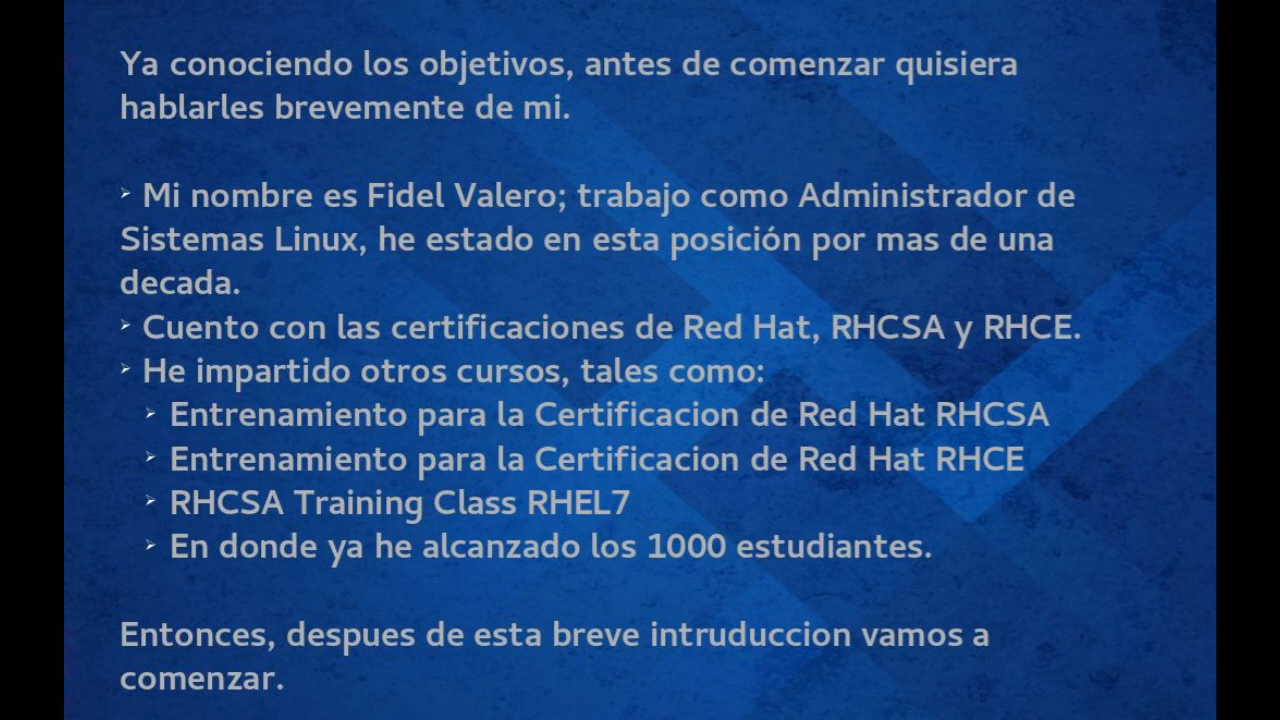 Ya conociendo los objetivos, antes de comenzar quisiera
hablarles brevemente de mi.
➢ Mi nombre es Fidel Valero; trabajo como Administrador de
Sistemas Linux, he estado en esta posición por mas de una
decada.
➢ Cuento con las certificaciones de Red Hat, RHCSA y RHCE.
➢ He impartido otros cursos, tales como:
➢ Entrenamiento para la Certificacion de Red Hat RHCSA
➢ Entrenamiento para la Certificacion de Red Hat RHCE
➢ RHCSA Training Class RHEL7
➢ En donde ya he alcanzado los 1000 estudiantes.
Entonces, despues de esta breve intruduccion vamos a
comenzar.